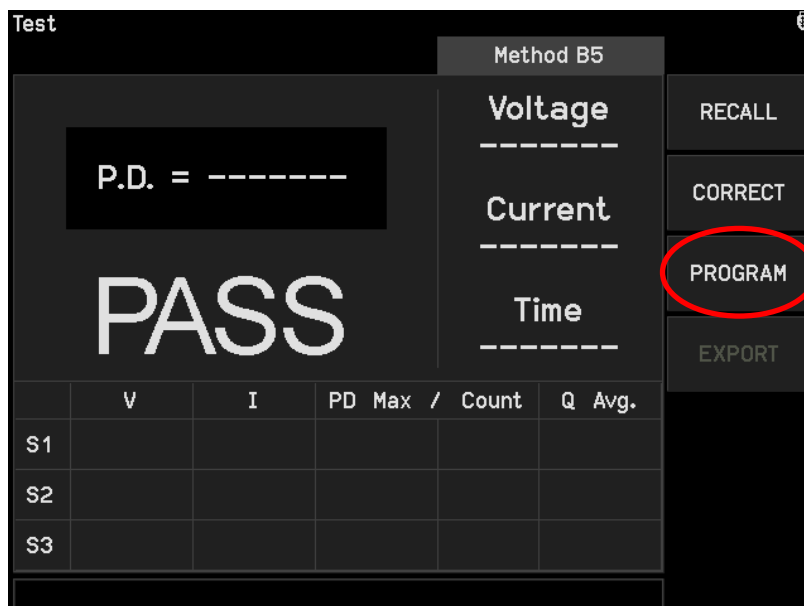 Test
Method B5
Voltage
-------
RECALL
P.D. = -------
CORRECT
Current
-------
PROGRAM
PASS
Time
-------
EXPORT
V I PD Max / Count Q Avg.
S1
S2
S3